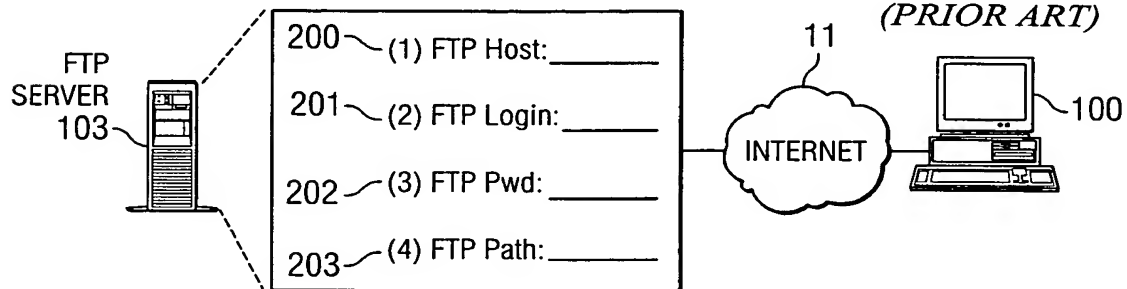 (PRIOR ART)
FTP
SERVER
103
200 (1) FTP Host:
201 (2) FTP Login:
202 (3) FTP Pwd:
203 (4) FTP Path:
11
INTERNET
100